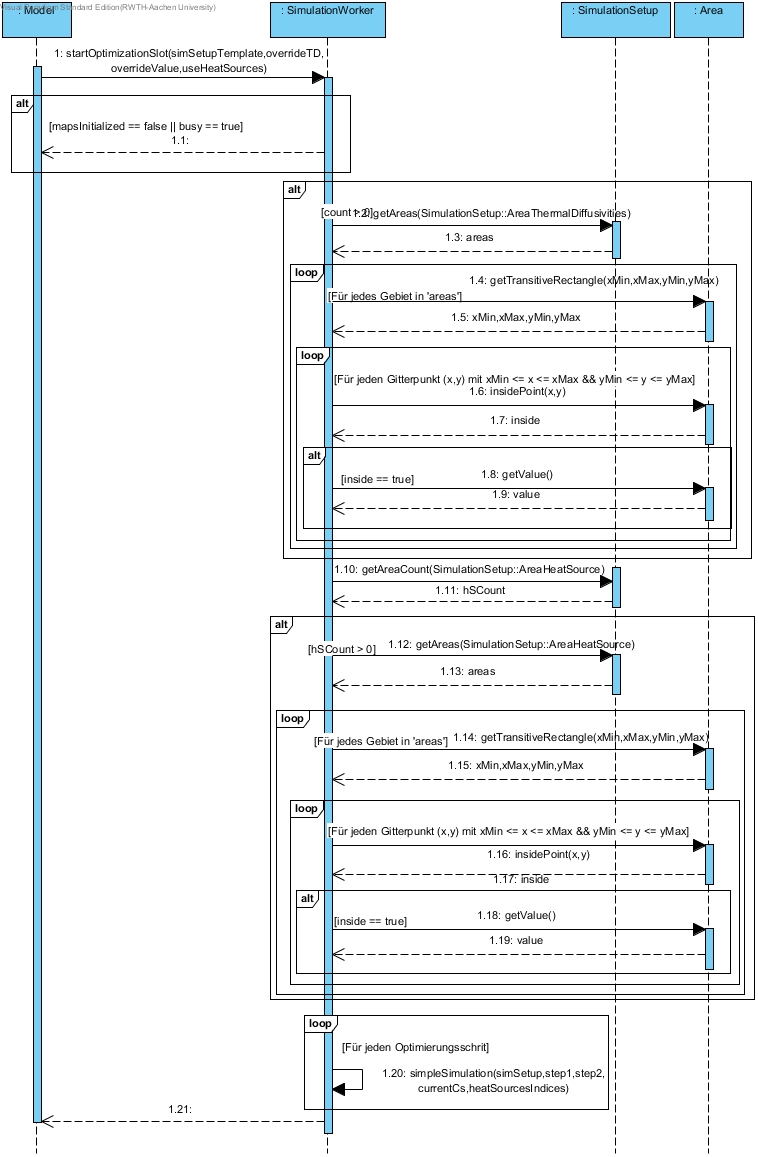 Visual Paradigm Standard Edition(RWTH-Aachen University)
: Model
: SimulationWorker
: SimulationSetup
: Area
1: startOptimizationSlot(simSetupTemplate,overrideTD,
overrideValue,useHeatSources)
alt
[mapsInitialized == false || busy == true]
1.1:
alt
[count > 0]
1.2: getAreas(SimulationSetup::AreaThermalDiffusivities)
1.3: areas
loop
1.4: getTransitiveRectangle(xMin,xMax,yMin,yMax)
[Für jedes Gebiet in 'areas']
1.5: xMin,xMax,yMin,yMax
loop
[Für jeden Gitterpunkt (x,y) mit xMin <= x <= xMax && yMin <= y <= yMax]
1.6: insidePoint(x,y)
1.7: inside
alt
1.8: getValue()
[inside == true]
1.9: value
1.10: getAreaCount(SimulationSetup::AreaHeatSource)
1.11: hSCount
alt
1.12: getAreas(SimulationSetup::AreaHeatSource)
[hSCount > 0]
1.13: areas
loop
1.14: getTransitiveRectangle(xMin,xMax,yMin,yMax)
[Für jedes Gebiet in 'areas']
1.15: xMin,xMax,yMin,yMax
loop
[Für jeden Gitterpunkt (x,y) mit xMin <= x <= xMax && yMin <= y <= yMax]
1.16: insidePoint(x,y)
1.17: inside
alt
1.18: getValue()
[inside == true]
1.19: value
loop
[Für jeden Optimierungsschrit]
1.20: simpleSimulation(simSetup,step1,step2,
currentCs,heatSourcesIndices)
1.21: